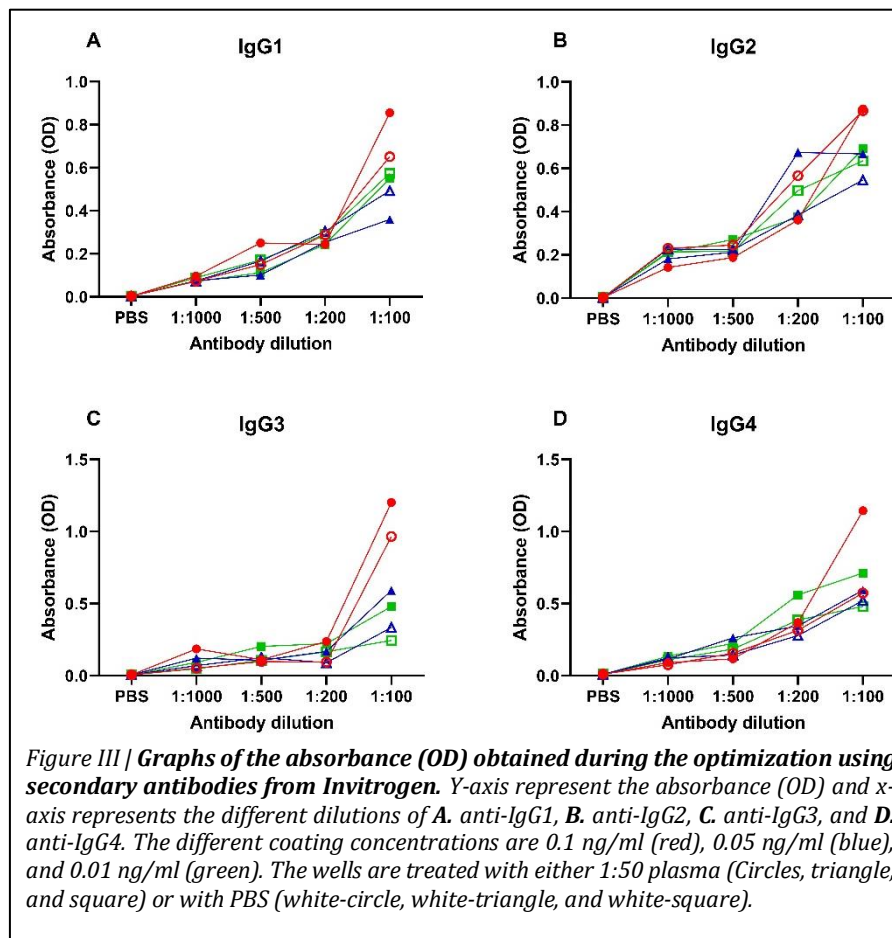 A
IgG1
1.0
0.8
0.6
0.4
0.2
0.0
Absorbance (OD)
PBS 1:1000 1:500 1:200 1:100
Antibody dilution
B
IgG2
1.0
0.8
0.6
0.4
0.2
0.0
Absorbance (OD)
PBS 1:1000 1:500 1:200 1:100
Antibody dilution
C
IgG3
1.5
1.0
0.5
0.0
Absorbance (OD)
PBS 1:1000 1:500 1:200 1:100
Antibody dilution
D
IgG4
1.5
1.0
0.5
0.0
Absorbance (OD)
PBS 1:1000 1:500 1:200 1:100
Antibody dilution
Figure III | Graphs of the absorbance (OD) obtained during the optimization using
secondary antibodies from Invitrogen. Y-axis represent the absorbance (OD) and x-
axis represents the different dilutions of A. anti-IgG1, B. anti-IgG2, C. anti-IgG3, and D.
anti-IgG4. The different coating concentrations are 0.1 ng/ml (red), 0.05 ng/ml (blue),
and 0.01 ng/ml (green). The wells are treated with either 1:50 plasma (Circles, triangle,
and square) or with PBS (white-circle, white-triangle, and white-square).